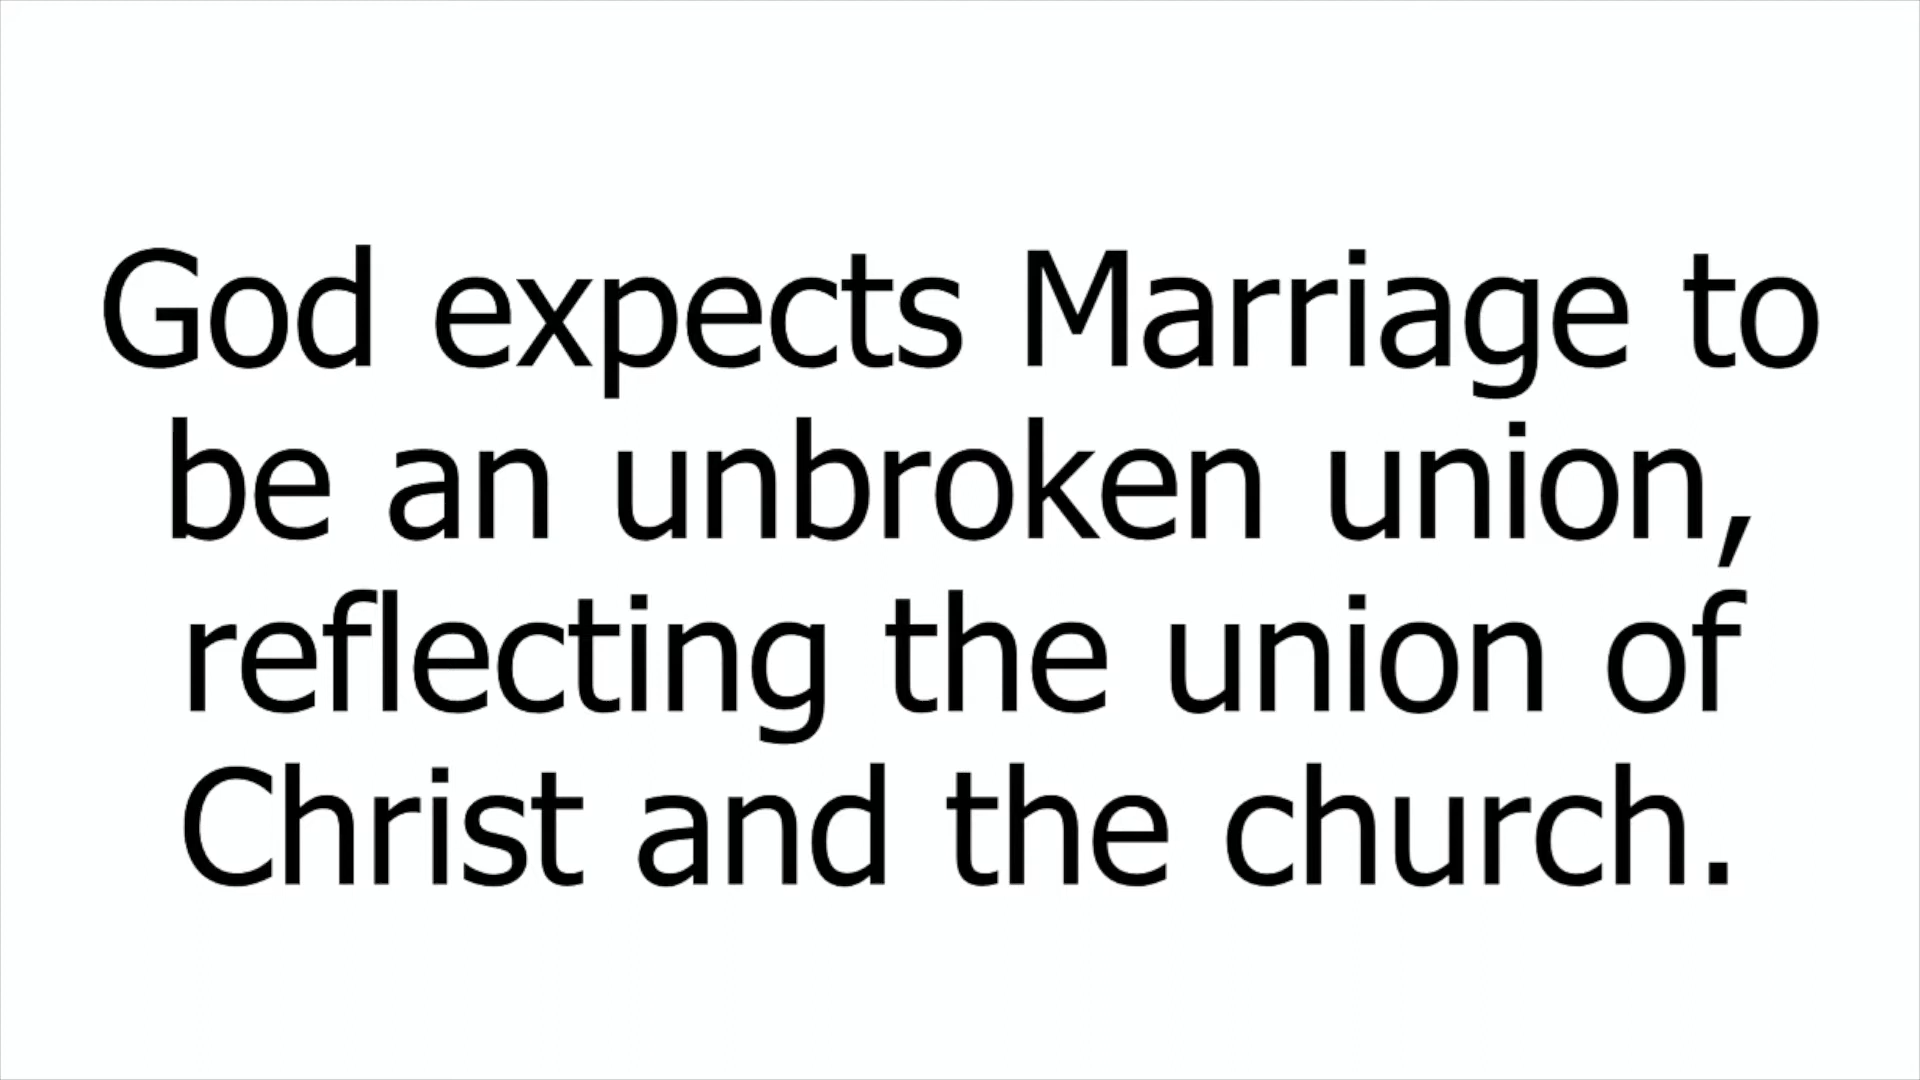 God expects Marriage to
be an unbroken union,
reflecting the union of
Christ and the church.